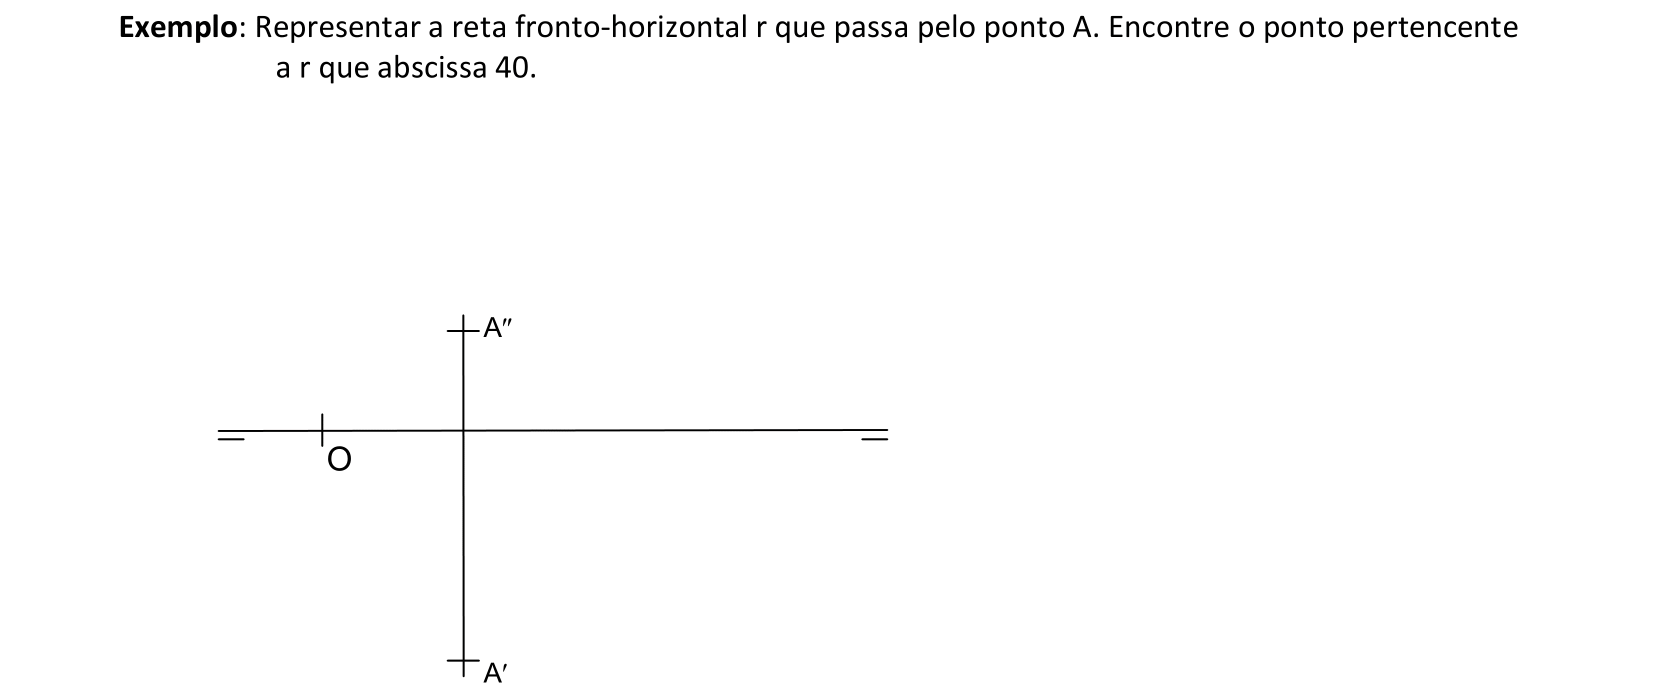 Exemplo: Representar a reta fronto-horizontal r que passa pelo ponto A. Encontre o ponto pertencente
a r que abscissa 40.
A″
O
A′